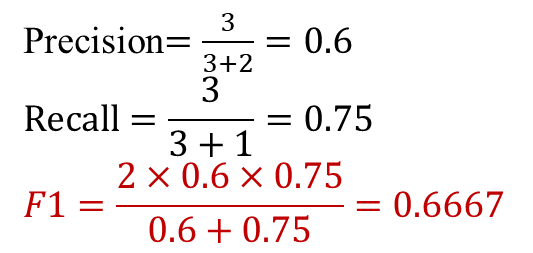 Precision= 3/3+2 = 0.6
Recall = 3/3 + 1 = 0.75
F1 = 2 × 0.6 × 0.75/0.6 + 0.75 = 0.6667